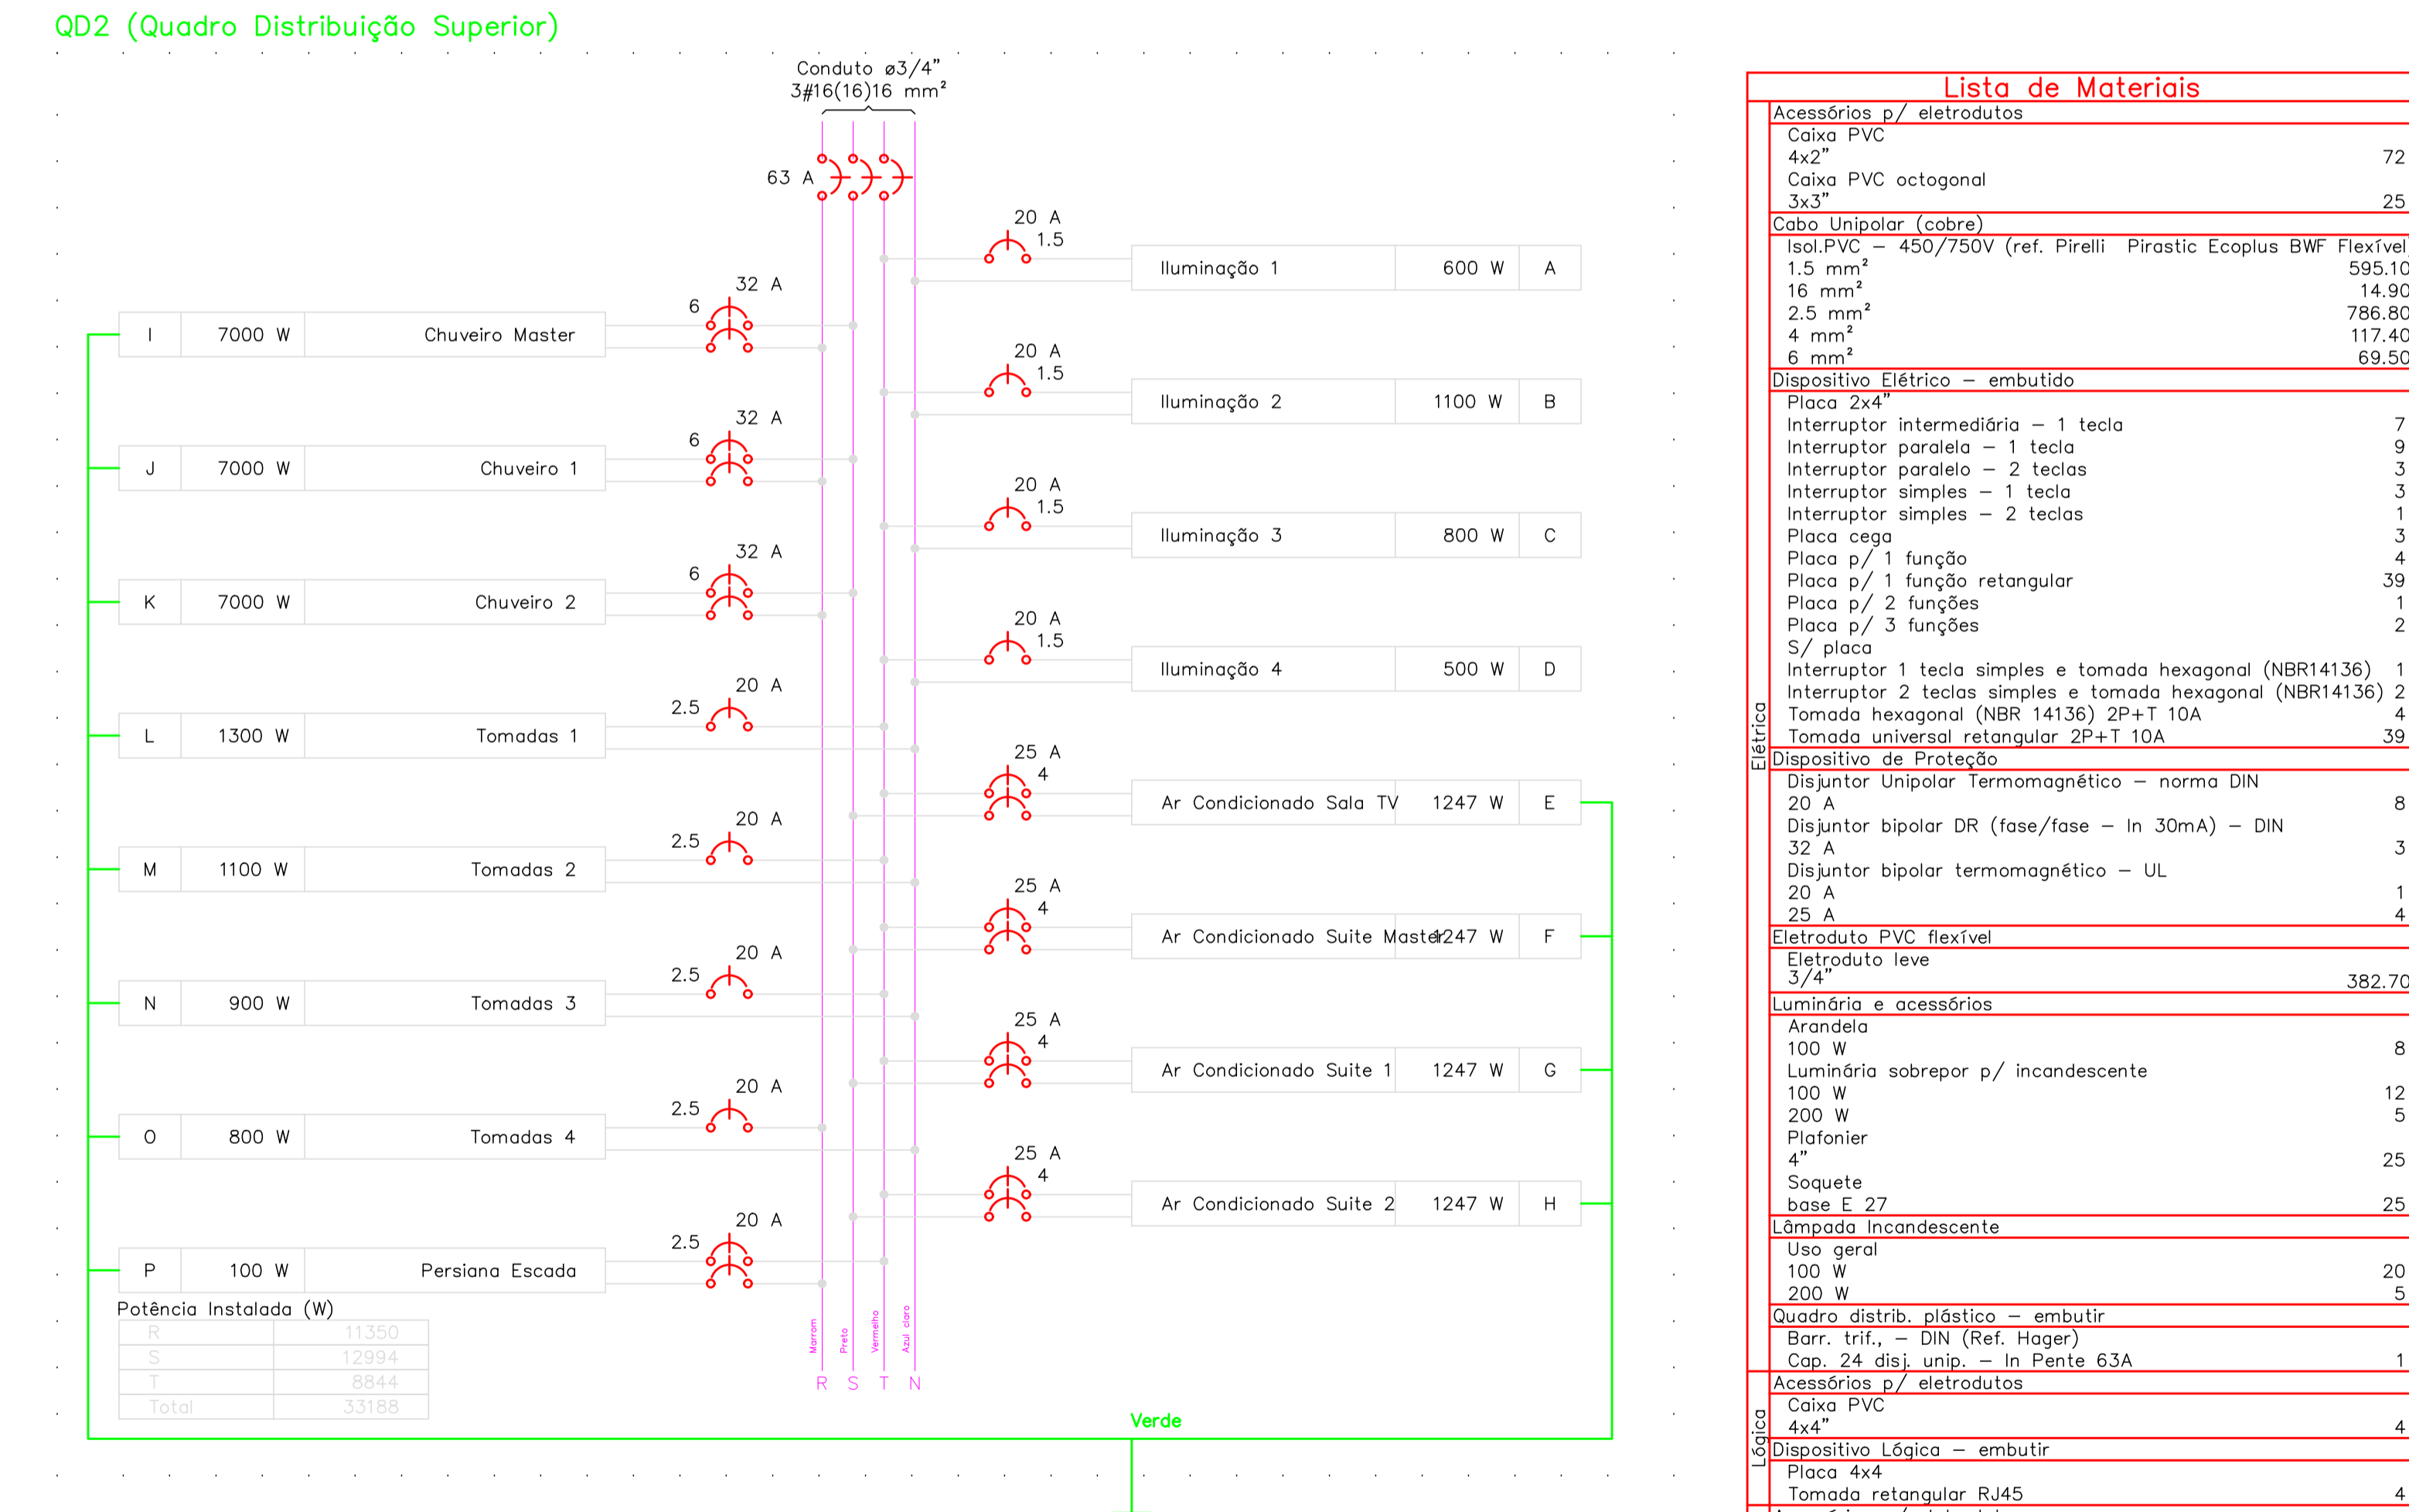 QD2 (Quadro Distribuição Superior)
Conduto ø3/4"
3#16(16)16 mm²
63 A
20 A
1.5
Iluminação 1 600 W A
20 A
1.5
Iluminação 2 1100 W B
20 A
1.5
Iluminação 3 800 W C
20 A
1.5
Iluminação 4 500 W D
25 A
4
Ar Condicionado Sala TV 1247 W E
25 A
4
Ar Condicionado Suite Master 1247 W F
25 A
4
Ar Condicionado Suite 1 1247 W G
25 A
4
Ar Condicionado Suite 2 1247 W H
32 A
6
I 7000 W Chuveiro Master
32 A
6
J 7000 W Chuveiro 1
32 A
6
K 7000 W Chuveiro 2
20 A
2.5
L 1300 W Tomadas 1
20 A
2.5
M 1100 W Tomadas 2
20 A
2.5
N 900 W Tomadas 3
20 A
2.5
O 800 W Tomadas 4
20 A
2.5
P 100 W Persiana Escada
Potência Instalada (W)
R 11350
S 12994
T 8844
Total 33188
Marrom
Preto
Vermelho
Azul claro
R S T N
Verde
Lista de Materiais
Elétrica
Acessórios p/ eletrodutos
Caixa PVC
4x2" 72
Caixa PVC octogonal
3x3" 25
Cabo Unipolar (cobre)
Isol.PVC – 450/750V (ref. Pirelli Pirastic Ecoplus BWF Flexível
1.5 mm² 595.10
16 mm² 14.90
2.5 mm² 786.80
4 mm² 117.40
6 mm² 69.50
Dispositivo Elétrico – embutido
Placa 2x4"
Interruptor intermediária – 1 tecla 7
Interruptor paralela – 1 tecla 9
Interruptor paralelo – 2 teclas 3
Interruptor simples – 1 tecla 3
Interruptor simples – 2 teclas 1
Placa cega 3
Placa p/ 1 função 4
Placa p/ 1 função retangular 39
Placa p/ 2 funções 1
Placa p/ 3 funções 2
S/ placa
Interruptor 1 tecla simples e tomada hexagonal (NBR14136) 1
Interruptor 2 teclas simples e tomada hexagonal (NBR14136) 2
Tomada hexagonal (NBR 14136) 2P+T 10A 4
Tomada universal retangular 2P+T 10A 39
Dispositivo de Proteção
Disjuntor Unipolar Termomagnético – norma DIN
20 A 8
Disjuntor bipolar DR (fase/fase – In 30mA) – DIN
32 A 3
Disjuntor bipolar termomagnético – UL
20 A 1
25 A 4
Eletroduto PVC flexível
Eletroduto leve
3/4" 382.70
Luminária e acessórios
Arandela
100 W 8
Luminária sobrepor p/ incandescente
100 W 12
200 W 5
Plafonier
4" 25
Soquete
base E 27 25
Lâmpada Incandescente
Uso geral
100 W 20
200 W 5
Quadro distrib. plástico – embutir
Barr. trif., – DIN (Ref. Hager)
Cap. 24 disj. unip. – In Pente 63A 1
Lógica
Acessórios p/ eletrodutos
Caixa PVC
4x4" 4
Dispositivo Lógica – embutir
Placa 4x4
Tomada retangular RJ45 4